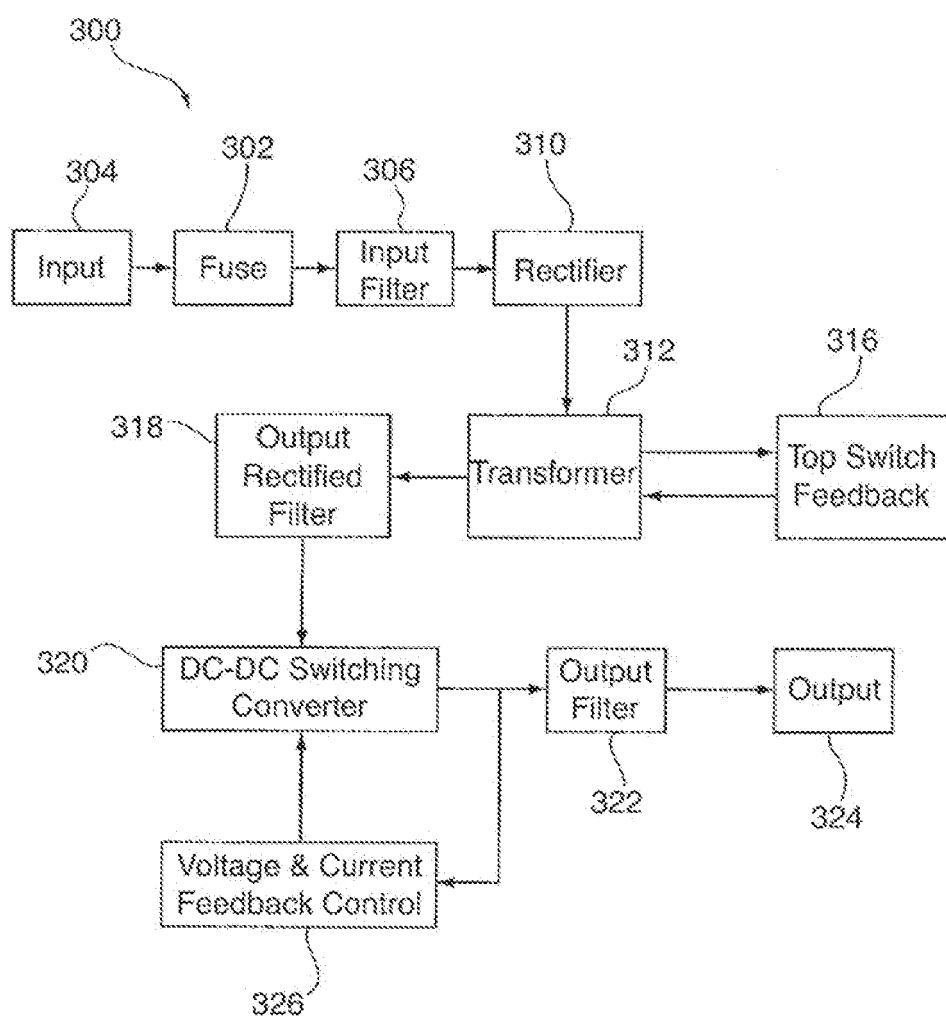 300
304
302
306
310
Input
Fuse
Input
Filter
Rectifier
312
316
318
Output
Rectified
Filter
Transformer
Top Switch
Feedback
320
DC-DC Switching
Converter
Output
Filter
Output
322
324
Voltage & Current
Feedback Control
326